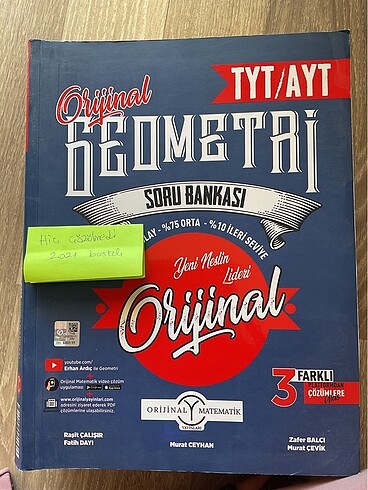 TYT/AYT
Orijinal
GEOMETRİ
SORU BANKASI
Hiç çözülmedi
2021 baskılı
LAY - %75 ORTA - %10 İLERİ SEVİYE
Yeni Neslin
Lideri
Orijinal
youtube.com/
Erhan Ardıç ile Geometri
Orijinal Matematik video çözüm
uygulaması
www.orijinalyayinlari.com
adresini ziyaret ederek PDF
çözümlerine ulaşabilirsiniz.
3 FARKLI
PLATFORMDAN
ÇÖZÜMLERE
ORİJİNAL MATEMATİK
YAYINLARI
Raşit ÇALIŞIR
Fatih DAYI
Murat CEYHAN
Zafer BALCI
Murat ÇEVİK